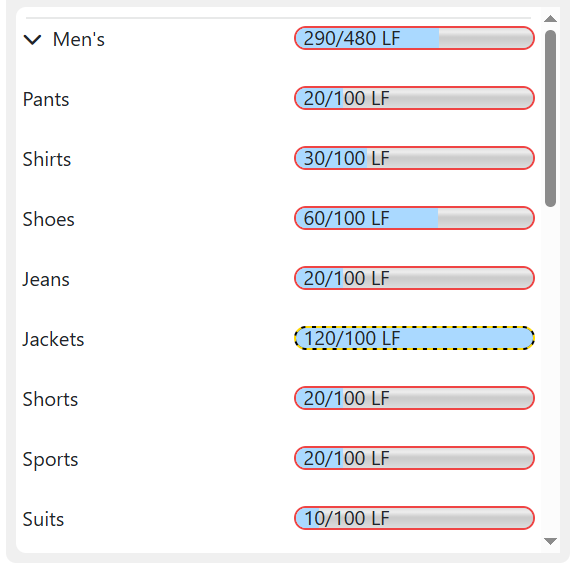 Men's 290/480 LF
Pants 20/100 LF
Shirts 30/100 LF
Shoes 60/100 LF
Jeans 20/100 LF
Jackets 120/100 LF
Shorts 20/100 LF
Sports 20/100 LF
Suits 10/100 LF